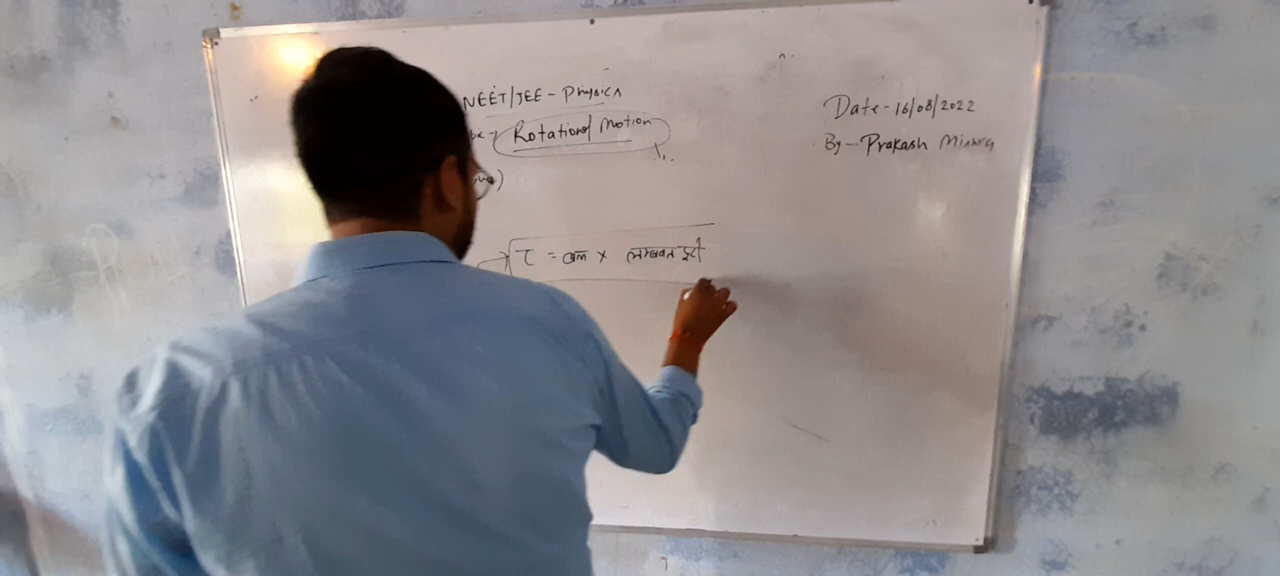 NEET/JEE - Physics
Date - 16/08/2022
Rotational Motion
By - Prakash Mishra
τ = बल × लम्बवत दूरी